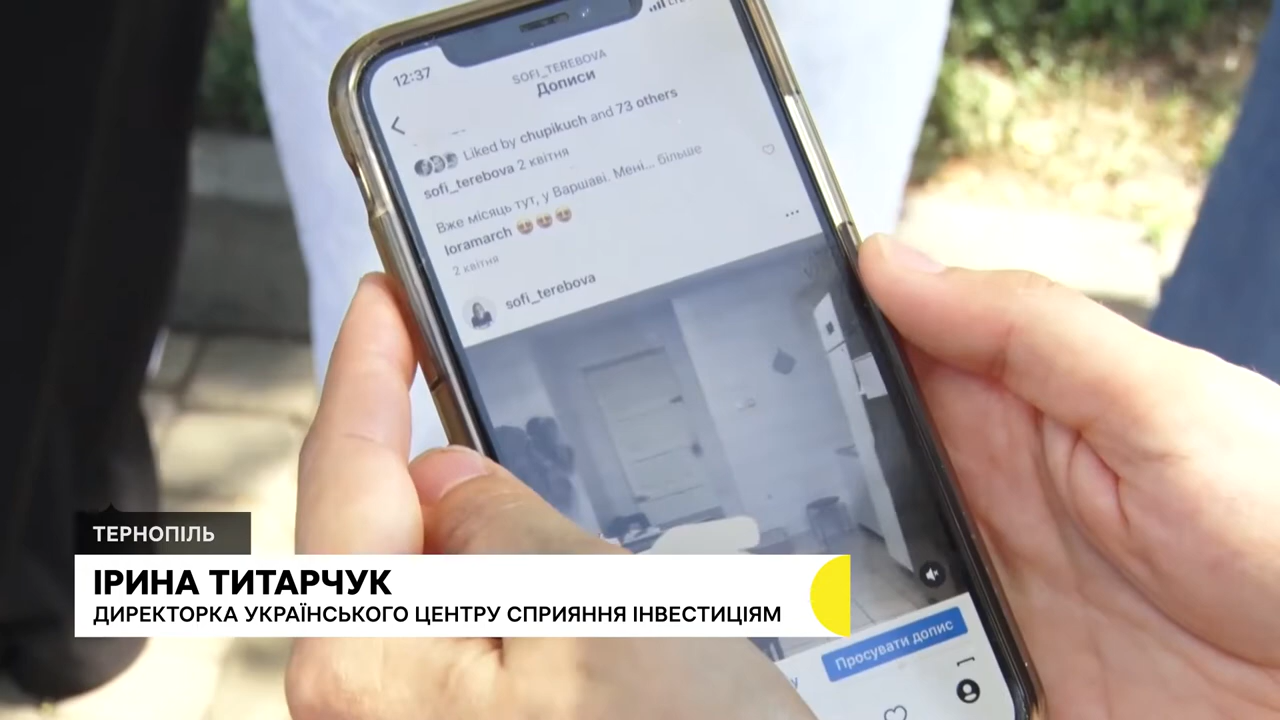 12:37
LTE
SOFI_TEREBOVA
Дописи
Liked by chupikuch and 73 others
sofi_terebova 2 квітня
Вже місяць тут, у Варшаві. Мені... більше
loramarch
2 квітня
sofi_terebova
Просувати допис
ТЕРНОПІЛЬ
ІРИНА ТИТАРЧУК
ДИРЕКТОРКА УКРАЇНСЬКОГО ЦЕНТРУ СПРИЯННЯ ІНВЕСТИЦІЯМ